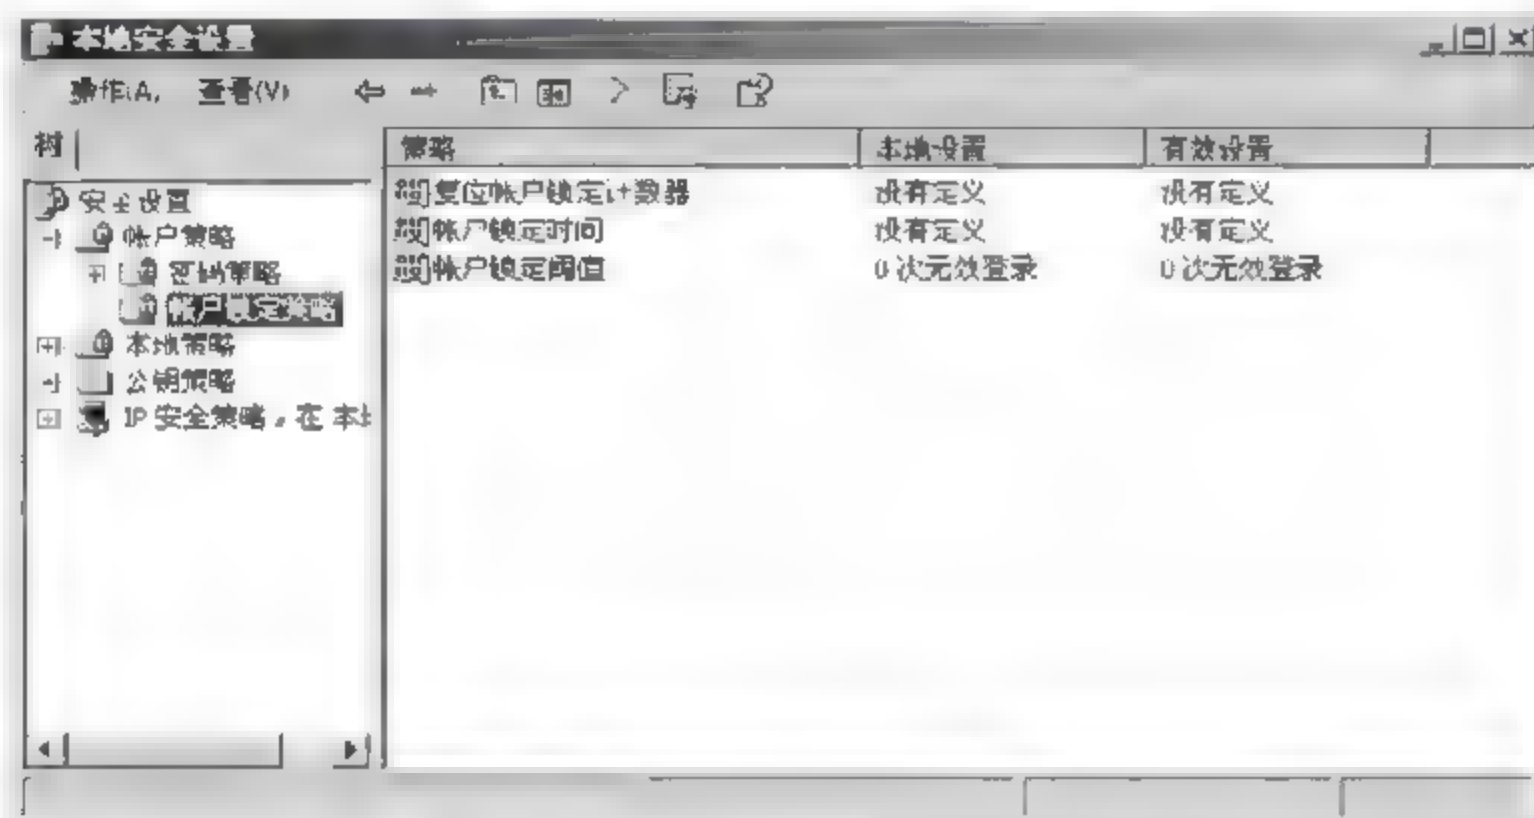 本地安全设置
操作(A) 查看(V)
树
策略 本地设置 有效设置
复位帐户锁定计数器 没有定义 没有定义
帐户锁定时间 没有定义 没有定义
帐户锁定阈值 0 次无效登录 0 次无效登录
安全设置
帐户策略
密码策略
帐户锁定策略
本地策略
公钥策略
IP 安全策略，在 本地